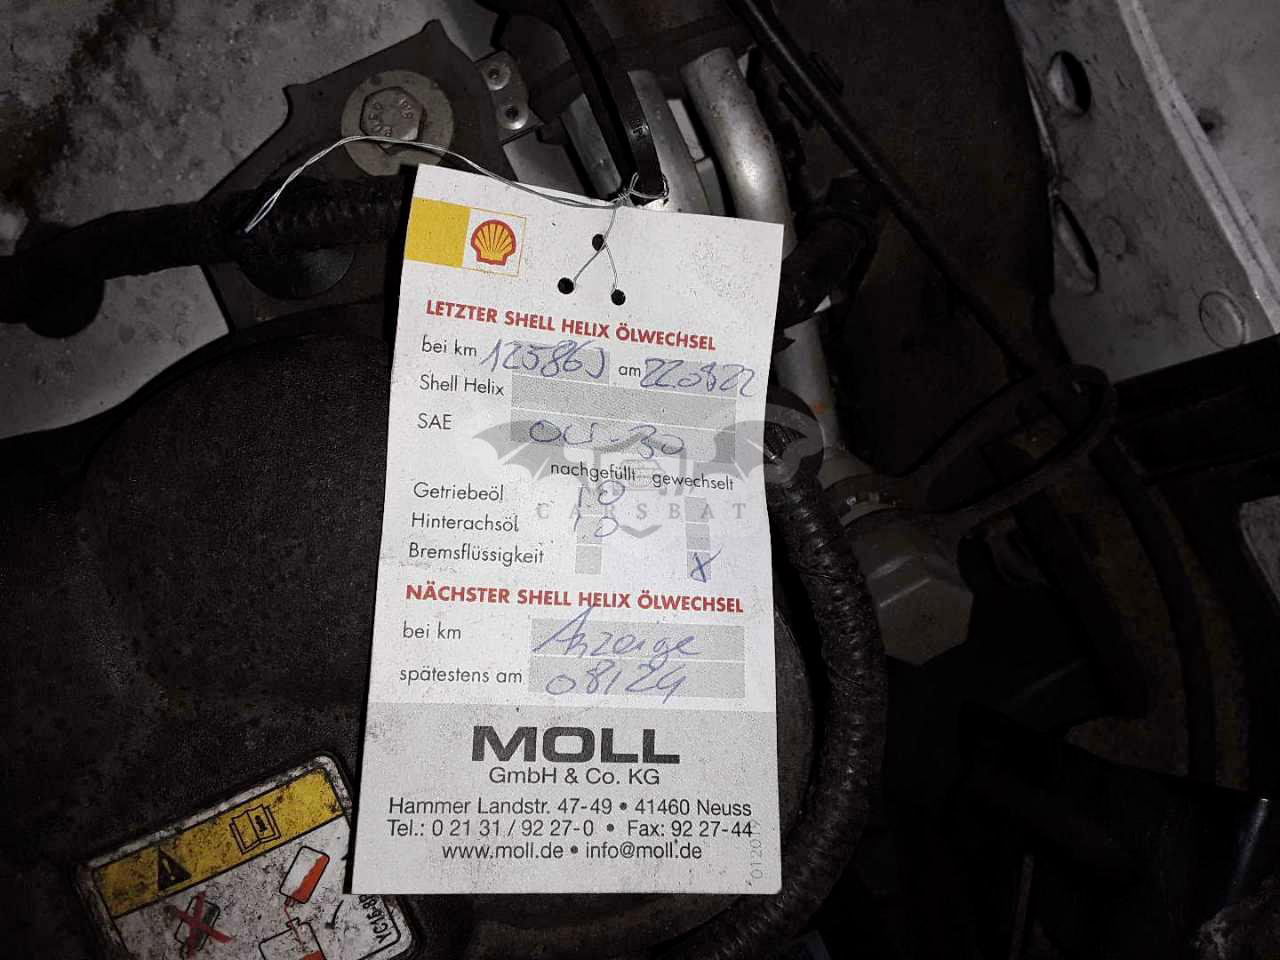 LETZTER SHELL HELIX ÖLWECHSEL
bei km 125865 am 22.08.22
Shell Helix
SAE 0W-30
nachgefüllt gewechselt
Getriebeöl
Hinterachsöl
Bremsflüssigkeit X
CARSBAT
NÄCHSTER SHELL HELIX ÖLWECHSEL
bei km Anzeige
spätestens am 08/24
MOLL
GmbH & Co. KG
Hammer Landstr. 47-49 • 41460 Neuss
Tel.: 0 21 31 / 92 27-0 • Fax: 92 27-44
www.moll.de • info@moll.de